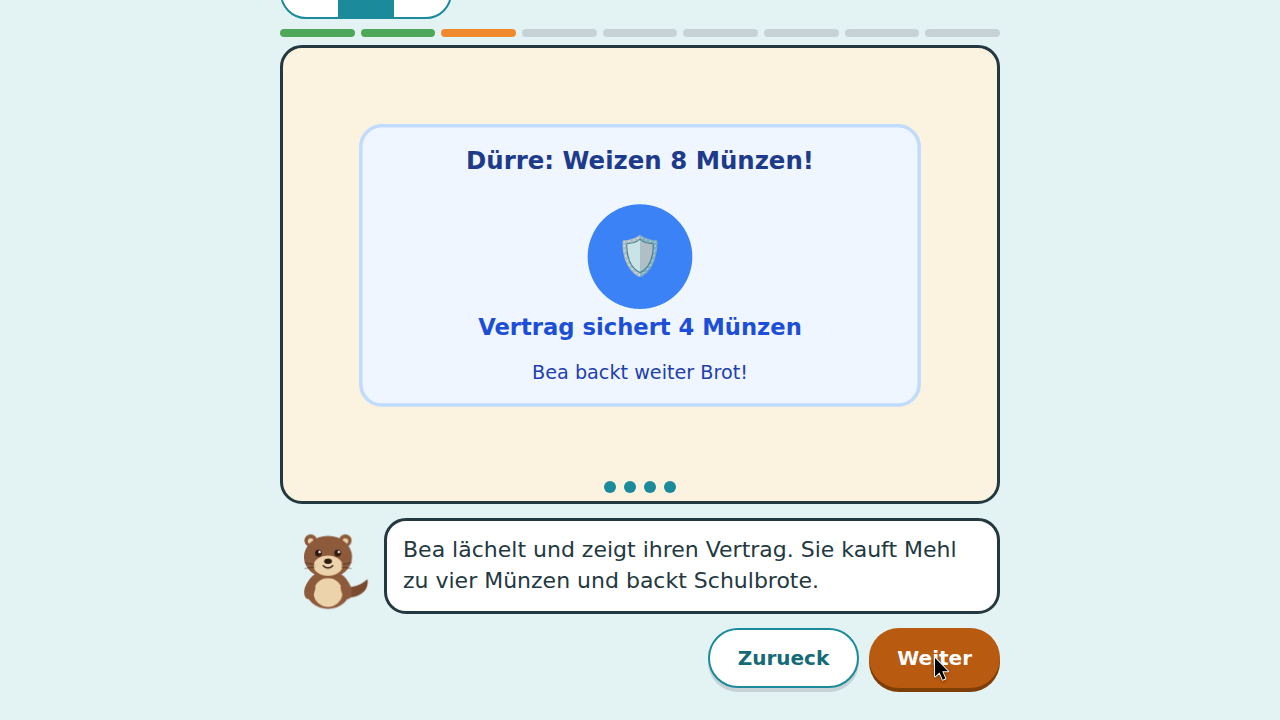 Dürre: Weizen 8 Münzen!
Vertrag sichert 4 Münzen
Bea backt weiter Brot!
Bea lächelt und zeigt ihren Vertrag. Sie kauft Mehl
zu vier Münzen und backt Schulbrote.
Zurueck
Weiter